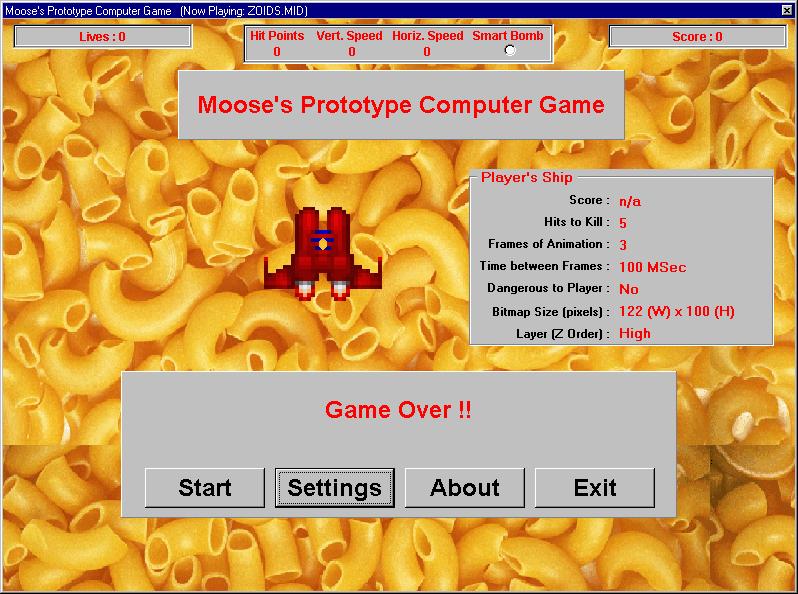 Moose's Prototype Computer Game  (Now Playing: ZOIDS.MID)
Lives : 0
Hit Points Vert. Speed Horiz. Speed Smart Bomb
0 0 0
Score : 0
Moose's Prototype Computer Game
Player's Ship
Score : n/a
Hits to Kill : 5
Frames of Animation : 3
Time between Frames : 100 MSec
Dangerous to Player : No
Bitmap Size (pixels) : 122 (W) x 100 (H)
Layer (Z Order) : High
Game Over !!
Start Settings About Exit